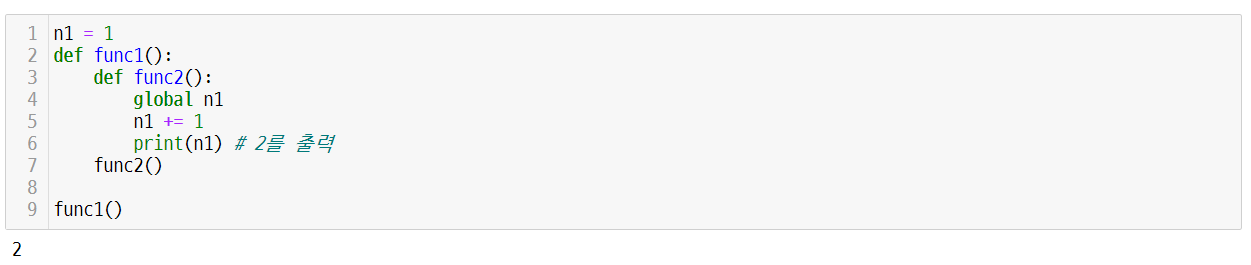 1 n1 = 1
2 def func1():
3     def func2():
4         global n1
5         n1 += 1
6         print(n1) # 2를 출력
7     func2()
8
9 func1()
2